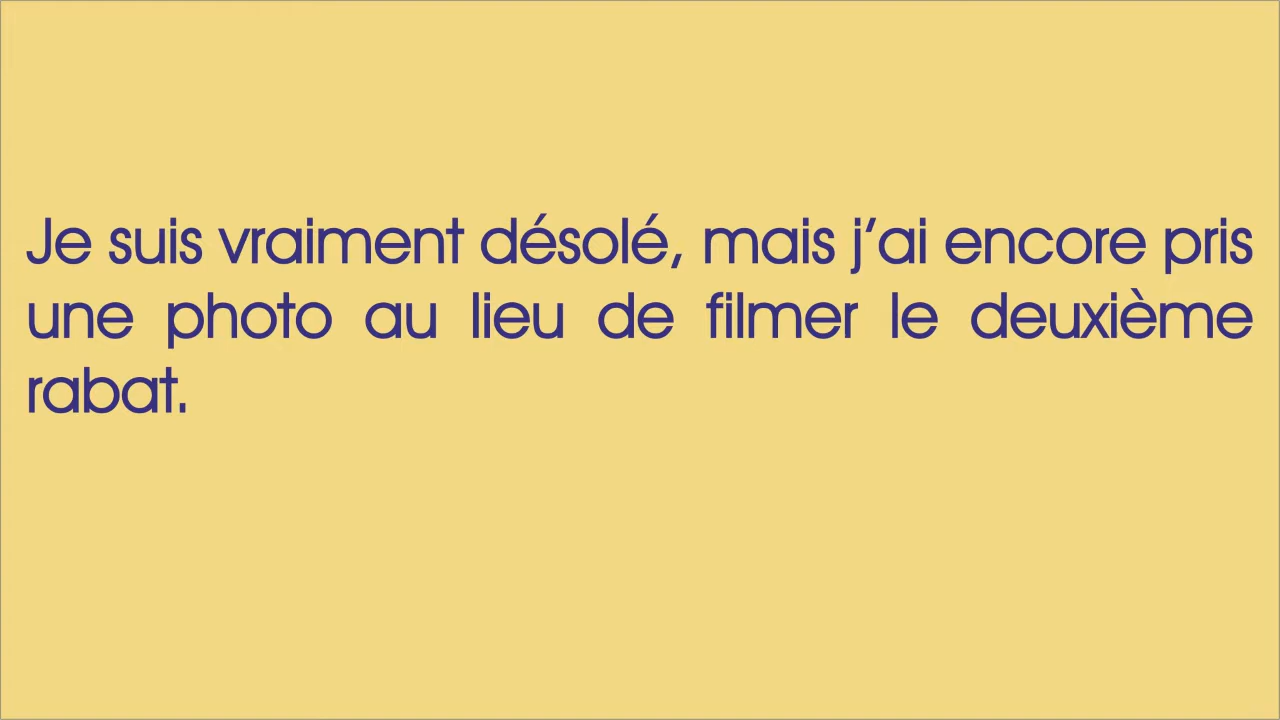 Je suis vraiment désolé, mais j’ai encore pris
une photo au lieu de filmer le deuxième
rabat.